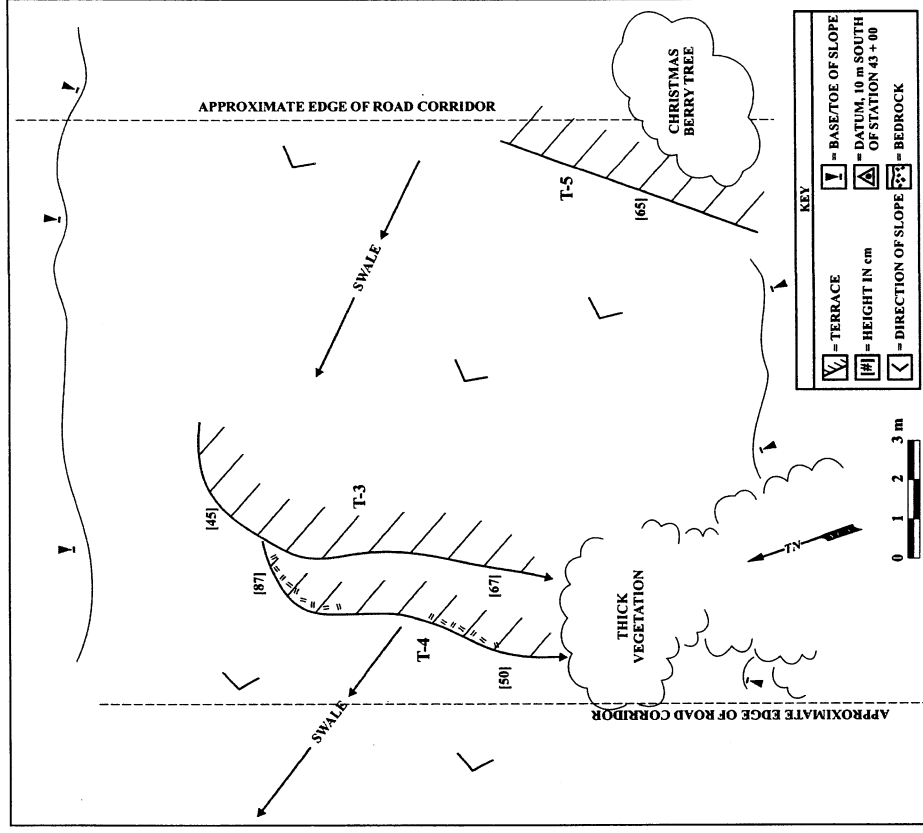 APPROXIMATE EDGE OF ROAD CORRIDOR
CHRISTMAS
BERRY TREE
SWALE
T-5
[65]
[45]
T-3
[87]
[67]
T-4
[50]
THICK
VEGETATION
SWALE
APPROXIMATE EDGE OF ROAD CORRIDOR
TN
0 1 2 3 m
KEY
= TERRACE
[#] = HEIGHT IN cm
= DIRECTION OF SLOPE
= BASE/TOE OF SLOPE
= DATUM, 10 m SOUTH
OF STATION 43 + 00
= BEDROCK